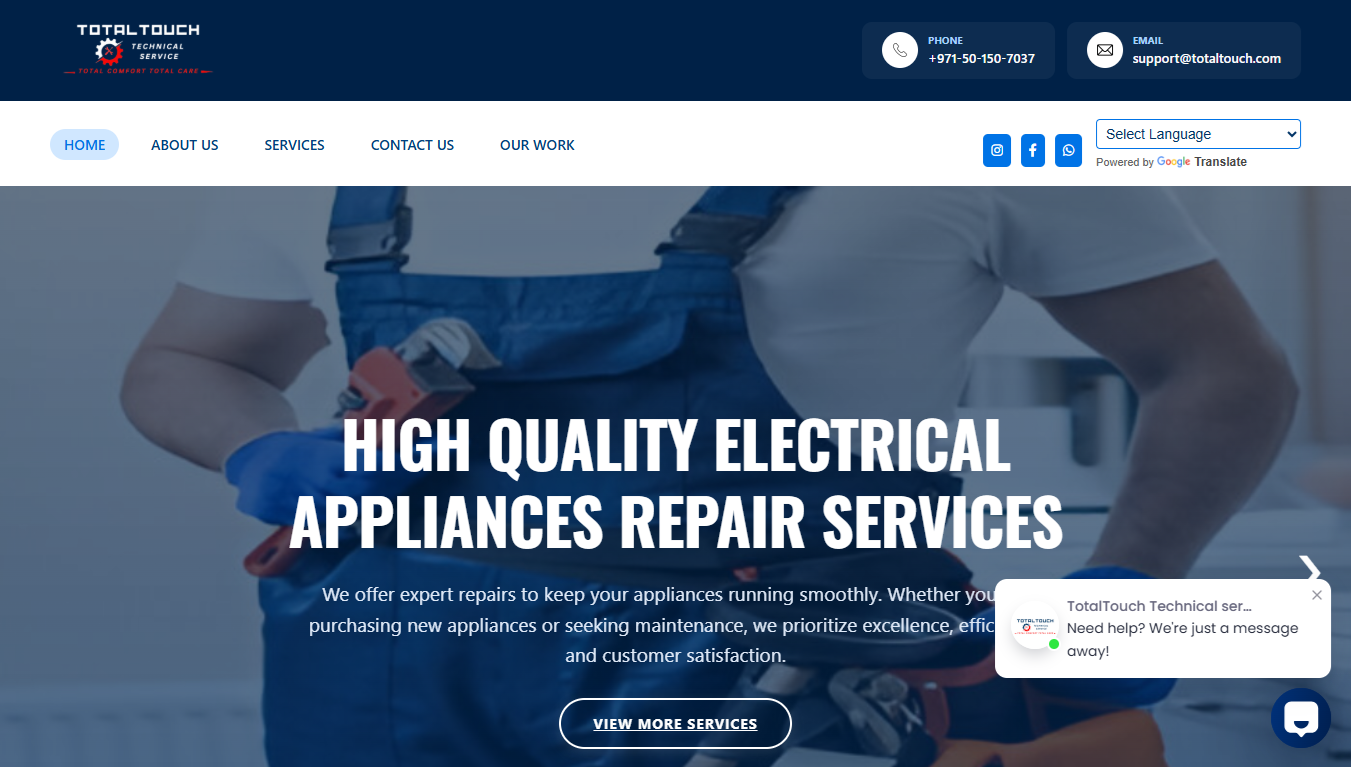 TOTALTOUCH
TECHNICAL
SERVICE
TOTAL COMFORT TOTAL CARE
PHONE
+971-50-150-7037
EMAIL
support@totaltouch.com
HOME
ABOUT US
SERVICES
CONTACT US
OUR WORK
Select Language
Powered by Google Translate
HIGH QUALITY ELECTRICAL
APPLIANCES REPAIR SERVICES
We offer expert repairs to keep your appliances running smoothly. Whether you
purchasing new appliances or seeking maintenance, we prioritize excellence, effic
and customer satisfaction.
VIEW MORE SERVICES
TotalTouch Technical ser...
Need help? We're just a message
away!
TOTALTOUCH